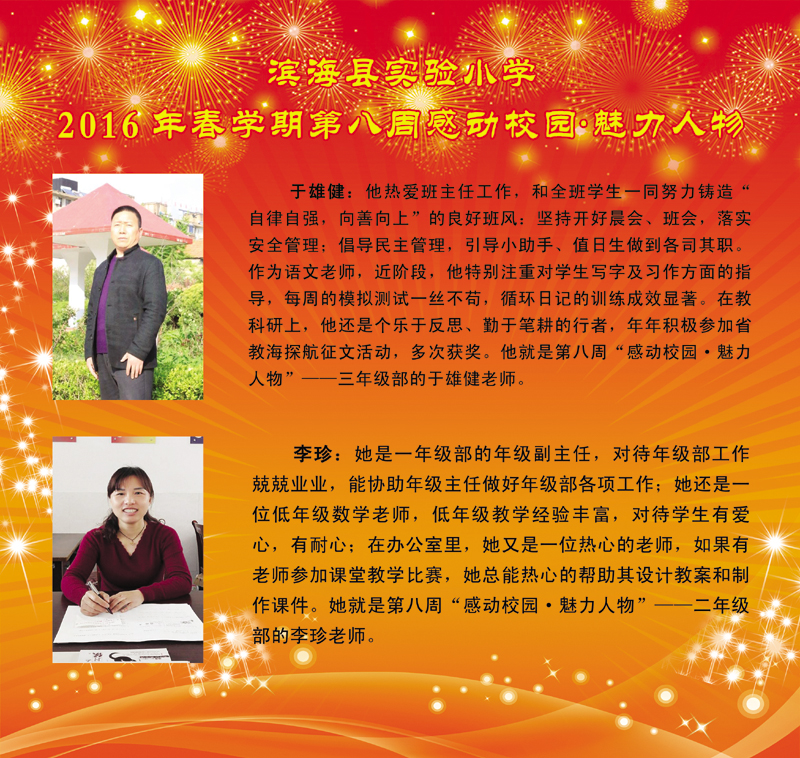 滨海县实验小学
2016 年春学期第八周感动校园·魅力人物
于雄健：他热爱班主任工作，和全班学生一同努力铸造“
自律自强，向善向上”的良好班风：坚持开好晨会、班会，落实
安全管理；倡导民主管理，引导小助手、值日生做到各司其职。
作为语文老师，近阶段，他特别注重对学生写字及习作方面的指
导，每周的模拟测试一丝不苟，循环日记的训练成效显著。在教
科研上，他还是个乐于反思、勤于笔耕的行者，年年积极参加省
教海探航征文活动，多次获奖。他就是第八周“感动校园·魅力
人物”——三年级部的于雄健老师。
李珍：她是一年级部的年级副主任，对待年级部工作
兢兢业业，能协助年级主任做好年级部各项工作；她还是一
位低年级数学老师，低年级教学经验丰富，对待学生有爱
心，有耐心；在办公室里，她又是一位热心的老师，如果有
老师参加课堂教学比赛，她总能热心的帮助其设计教案和制
作课件。她就是第八周“感动校园·魅力人物”——二年级
部的李珍老师。